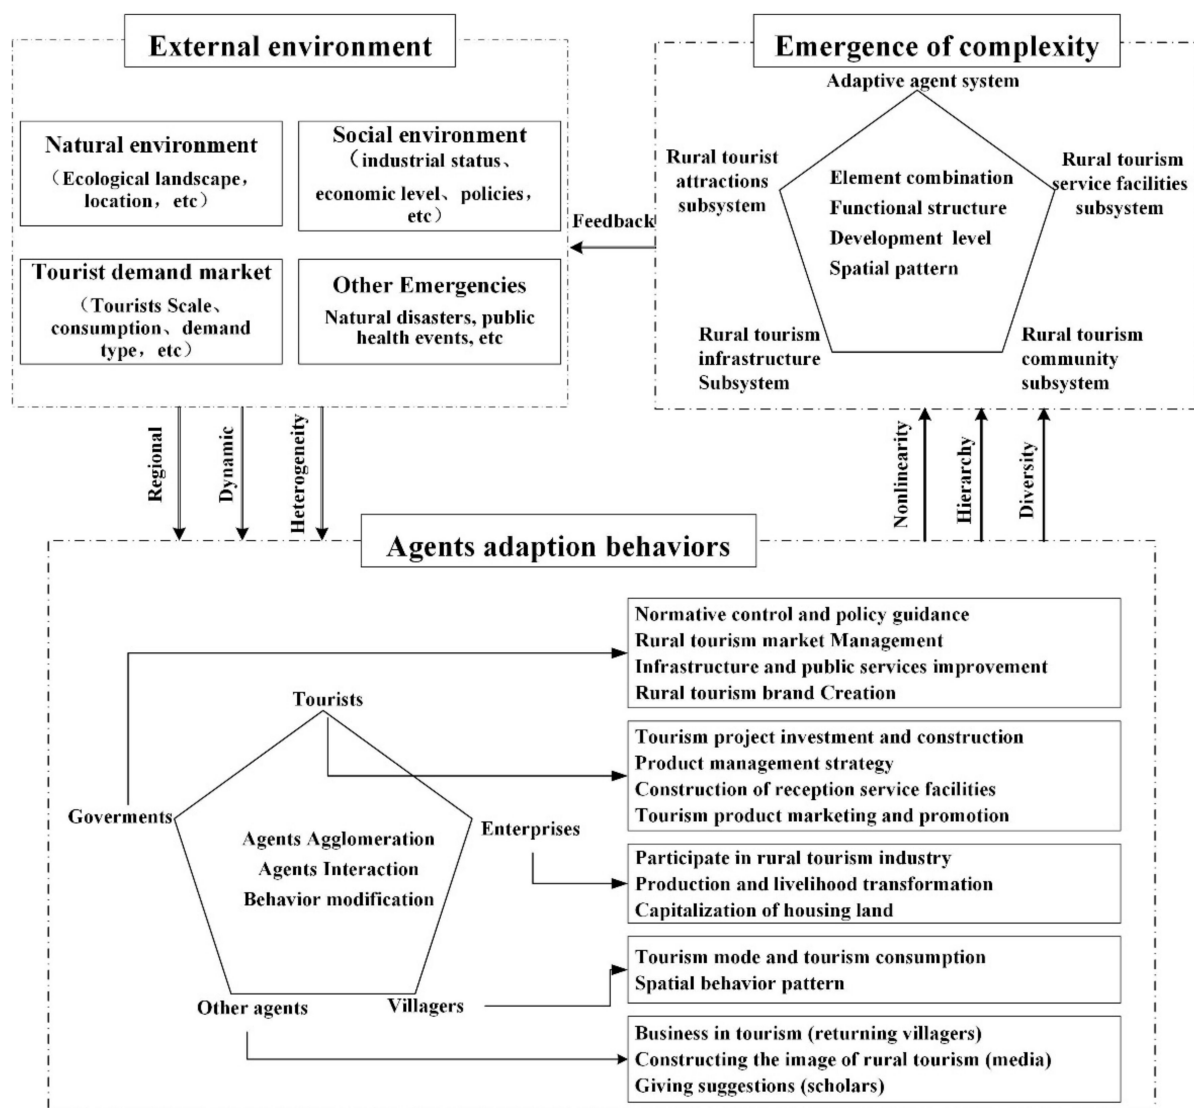 External environment
Natural environment
（Ecological landscape，
location，etc）
Social environment
（industrial status、
economic level、policies，
etc）
Tourist demand market
（Tourists Scale、
consumption、demand
type，etc）
Other Emergencies
Natural disasters, public
health events, etc
Feedback
Emergence of complexity
Adaptive agent system
Rural tourist
attractions
subsystem
Rural tourism
service facilities
subsystem
Element combination
Functional structure
Development level
Spatial pattern
Rural tourism
infrastructure
Subsystem
Rural tourism
community
subsystem
Regional
Dynamic
Heterogeneity
Nonlinearity
Hierarchy
Diversity
Agents adaption behaviors
Tourists
Goverments
Enterprises
Agents Agglomeration
Agents Interaction
Behavior modification
Other agents
Villagers
Normative control and policy guidance
Rural tourism market Management
Infrastructure and public services improvement
Rural tourism brand Creation
Tourism project investment and construction
Product management strategy
Construction of reception service facilities
Tourism product marketing and promotion
Participate in rural tourism industry
Production and livelihood transformation
Capitalization of housing land
Tourism mode and tourism consumption
Spatial behavior pattern
Business in tourism (returning villagers)
Constructing the image of rural tourism (media)
Giving suggestions (scholars)